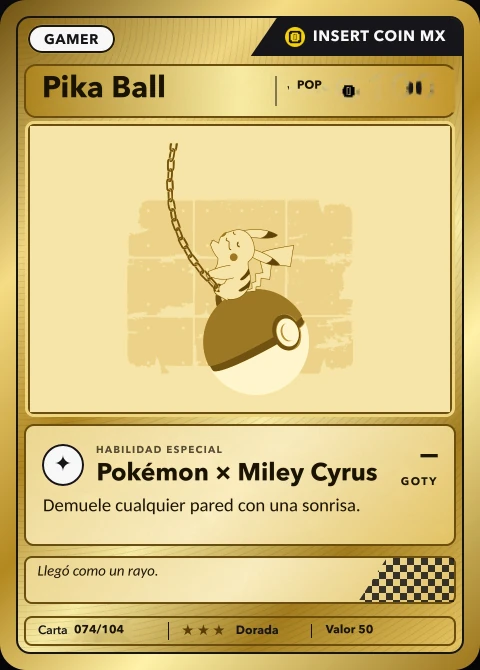 GAMER
INSERT COIN MX
Pika Ball
POP
HABILIDAD ESPECIAL
Pokémon × Miley Cyrus
GOTY
Demuele cualquier pared con una sonrisa.
Llegó como un rayo.
Carta 074/104 ★★★ Dorada Valor 50